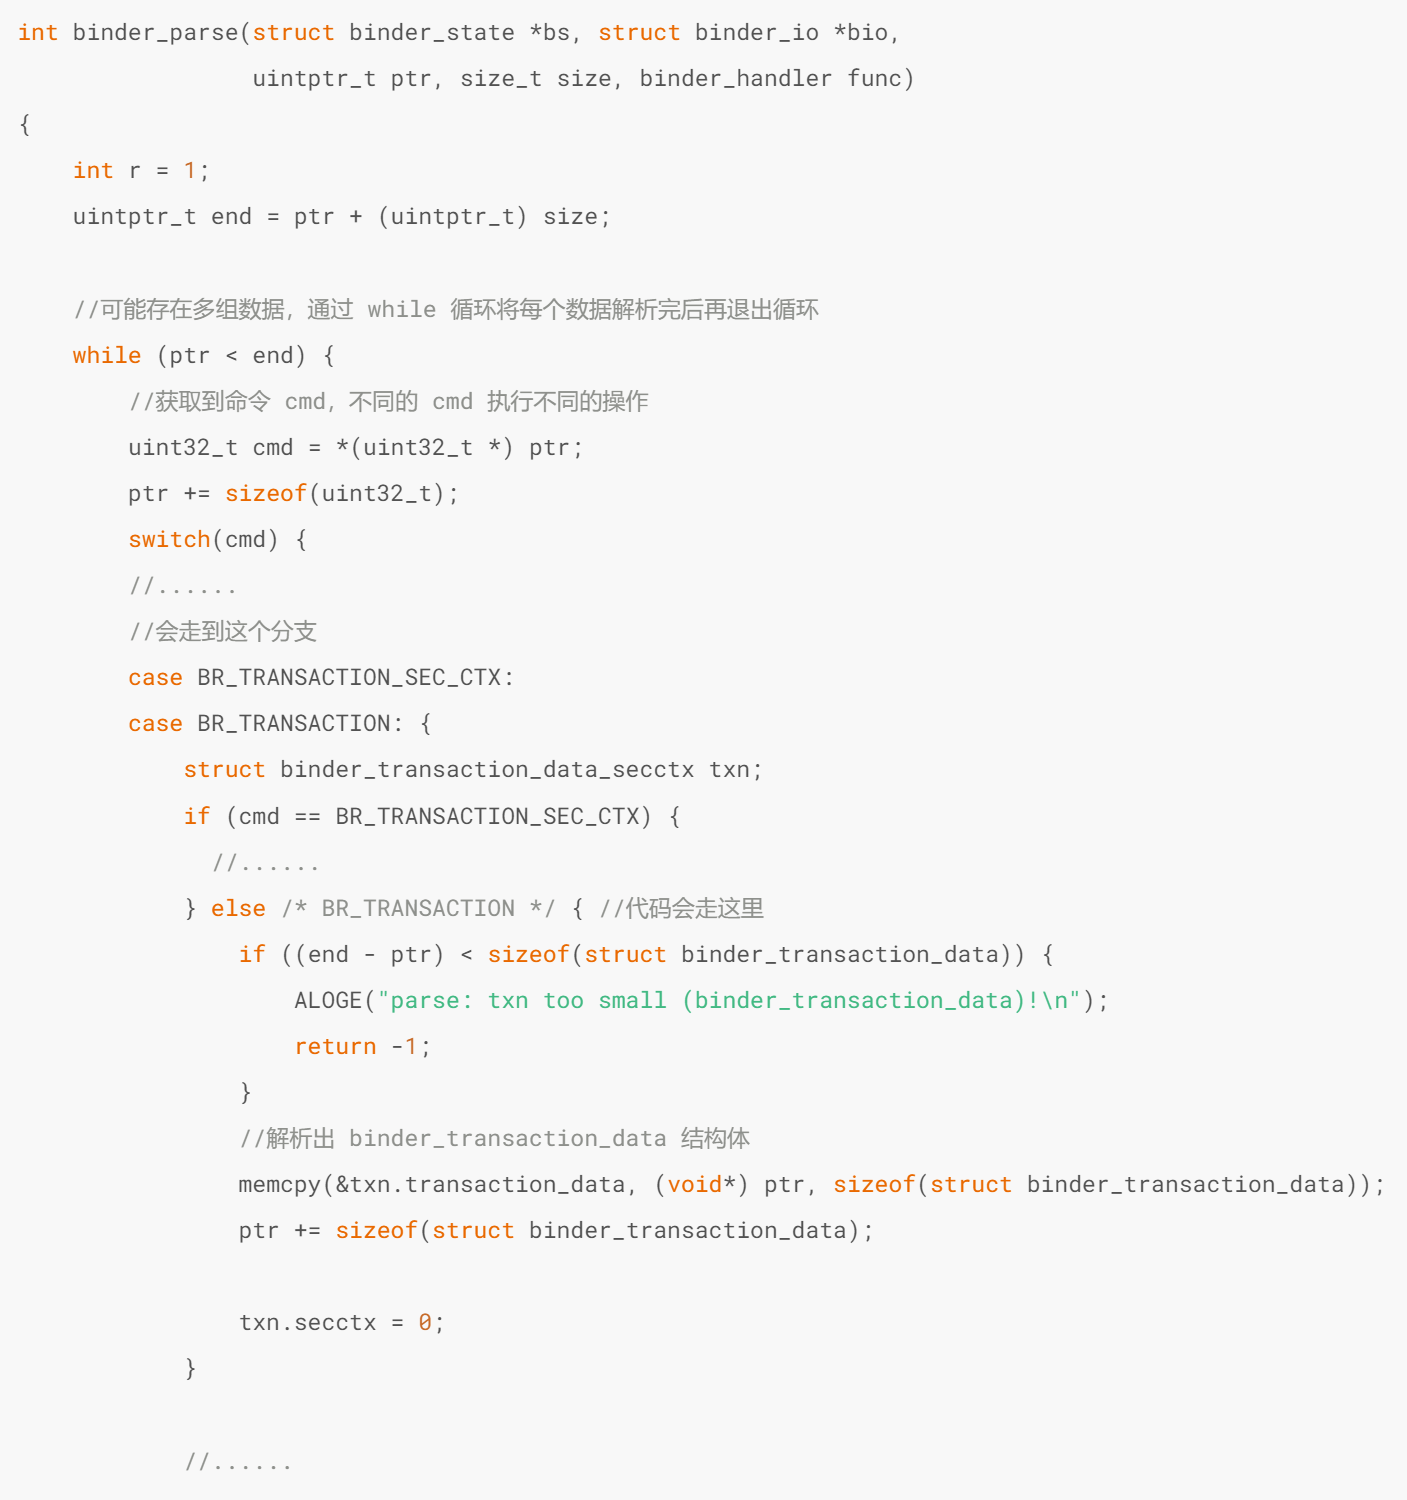 int binder_parse(struct binder_state *bs, struct binder_io *bio,
                 uintptr_t ptr, size_t size, binder_handler func)
{
    int r = 1;
    uintptr_t end = ptr + (uintptr_t) size;

    //可能存在多组数据，通过 while 循环将每个数据解析完后再退出循环
    while (ptr < end) {
        //获取到命令 cmd，不同的 cmd 执行不同的操作
        uint32_t cmd = *(uint32_t *) ptr;
        ptr += sizeof(uint32_t);
        switch(cmd) {
        //......
        //会走到这个分支
        case BR_TRANSACTION_SEC_CTX:
        case BR_TRANSACTION: {
            struct binder_transaction_data_secctx txn;
            if (cmd == BR_TRANSACTION_SEC_CTX) {
              //......
            } else /* BR_TRANSACTION */ { //代码会走这里
                if ((end - ptr) < sizeof(struct binder_transaction_data)) {
                    ALOGE("parse: txn too small (binder_transaction_data)!\n");
                    return -1;
                }
                //解析出 binder_transaction_data 结构体
                memcpy(&txn.transaction_data, (void*) ptr, sizeof(struct binder_transaction_data));
                ptr += sizeof(struct binder_transaction_data);

                txn.secctx = 0;
            }

            //......